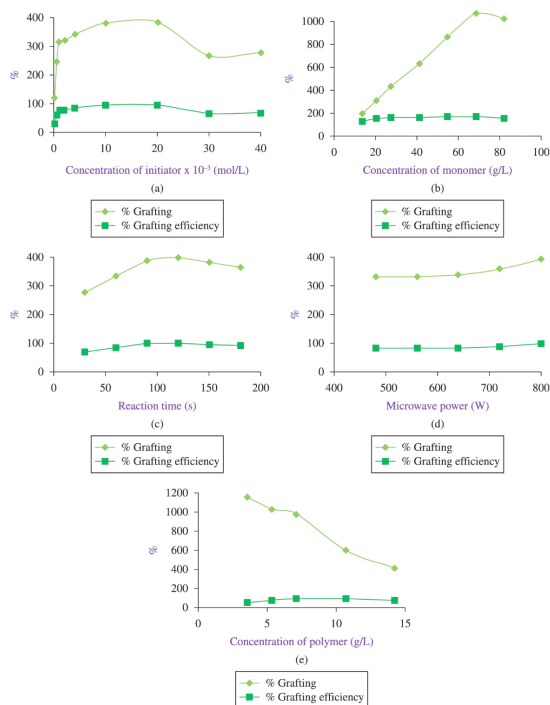 400
300
200
100
0
%
0 10 20 30 40
Concentration of initiator x 10⁻³ (mol/L)
(a)
% Grafting
% Grafting efficiency
1000
800
600
400
200
0
%
0 20 40 60 80 100
Concentration of monomer (g/L)
(b)
% Grafting
% Grafting efficiency
400
300
200
100
0
%
0 50 100 150 200
Reaction time (s)
(c)
% Grafting
% Grafting efficiency
400
300
200
100
0
%
400 500 600 700 800
Microwave power (W)
(d)
% Grafting
% Grafting efficiency
1200
1000
800
600
400
200
0
%
0 5 10 15
Concentration of polymer (g/L)
(e)
% Grafting
% Grafting efficiency